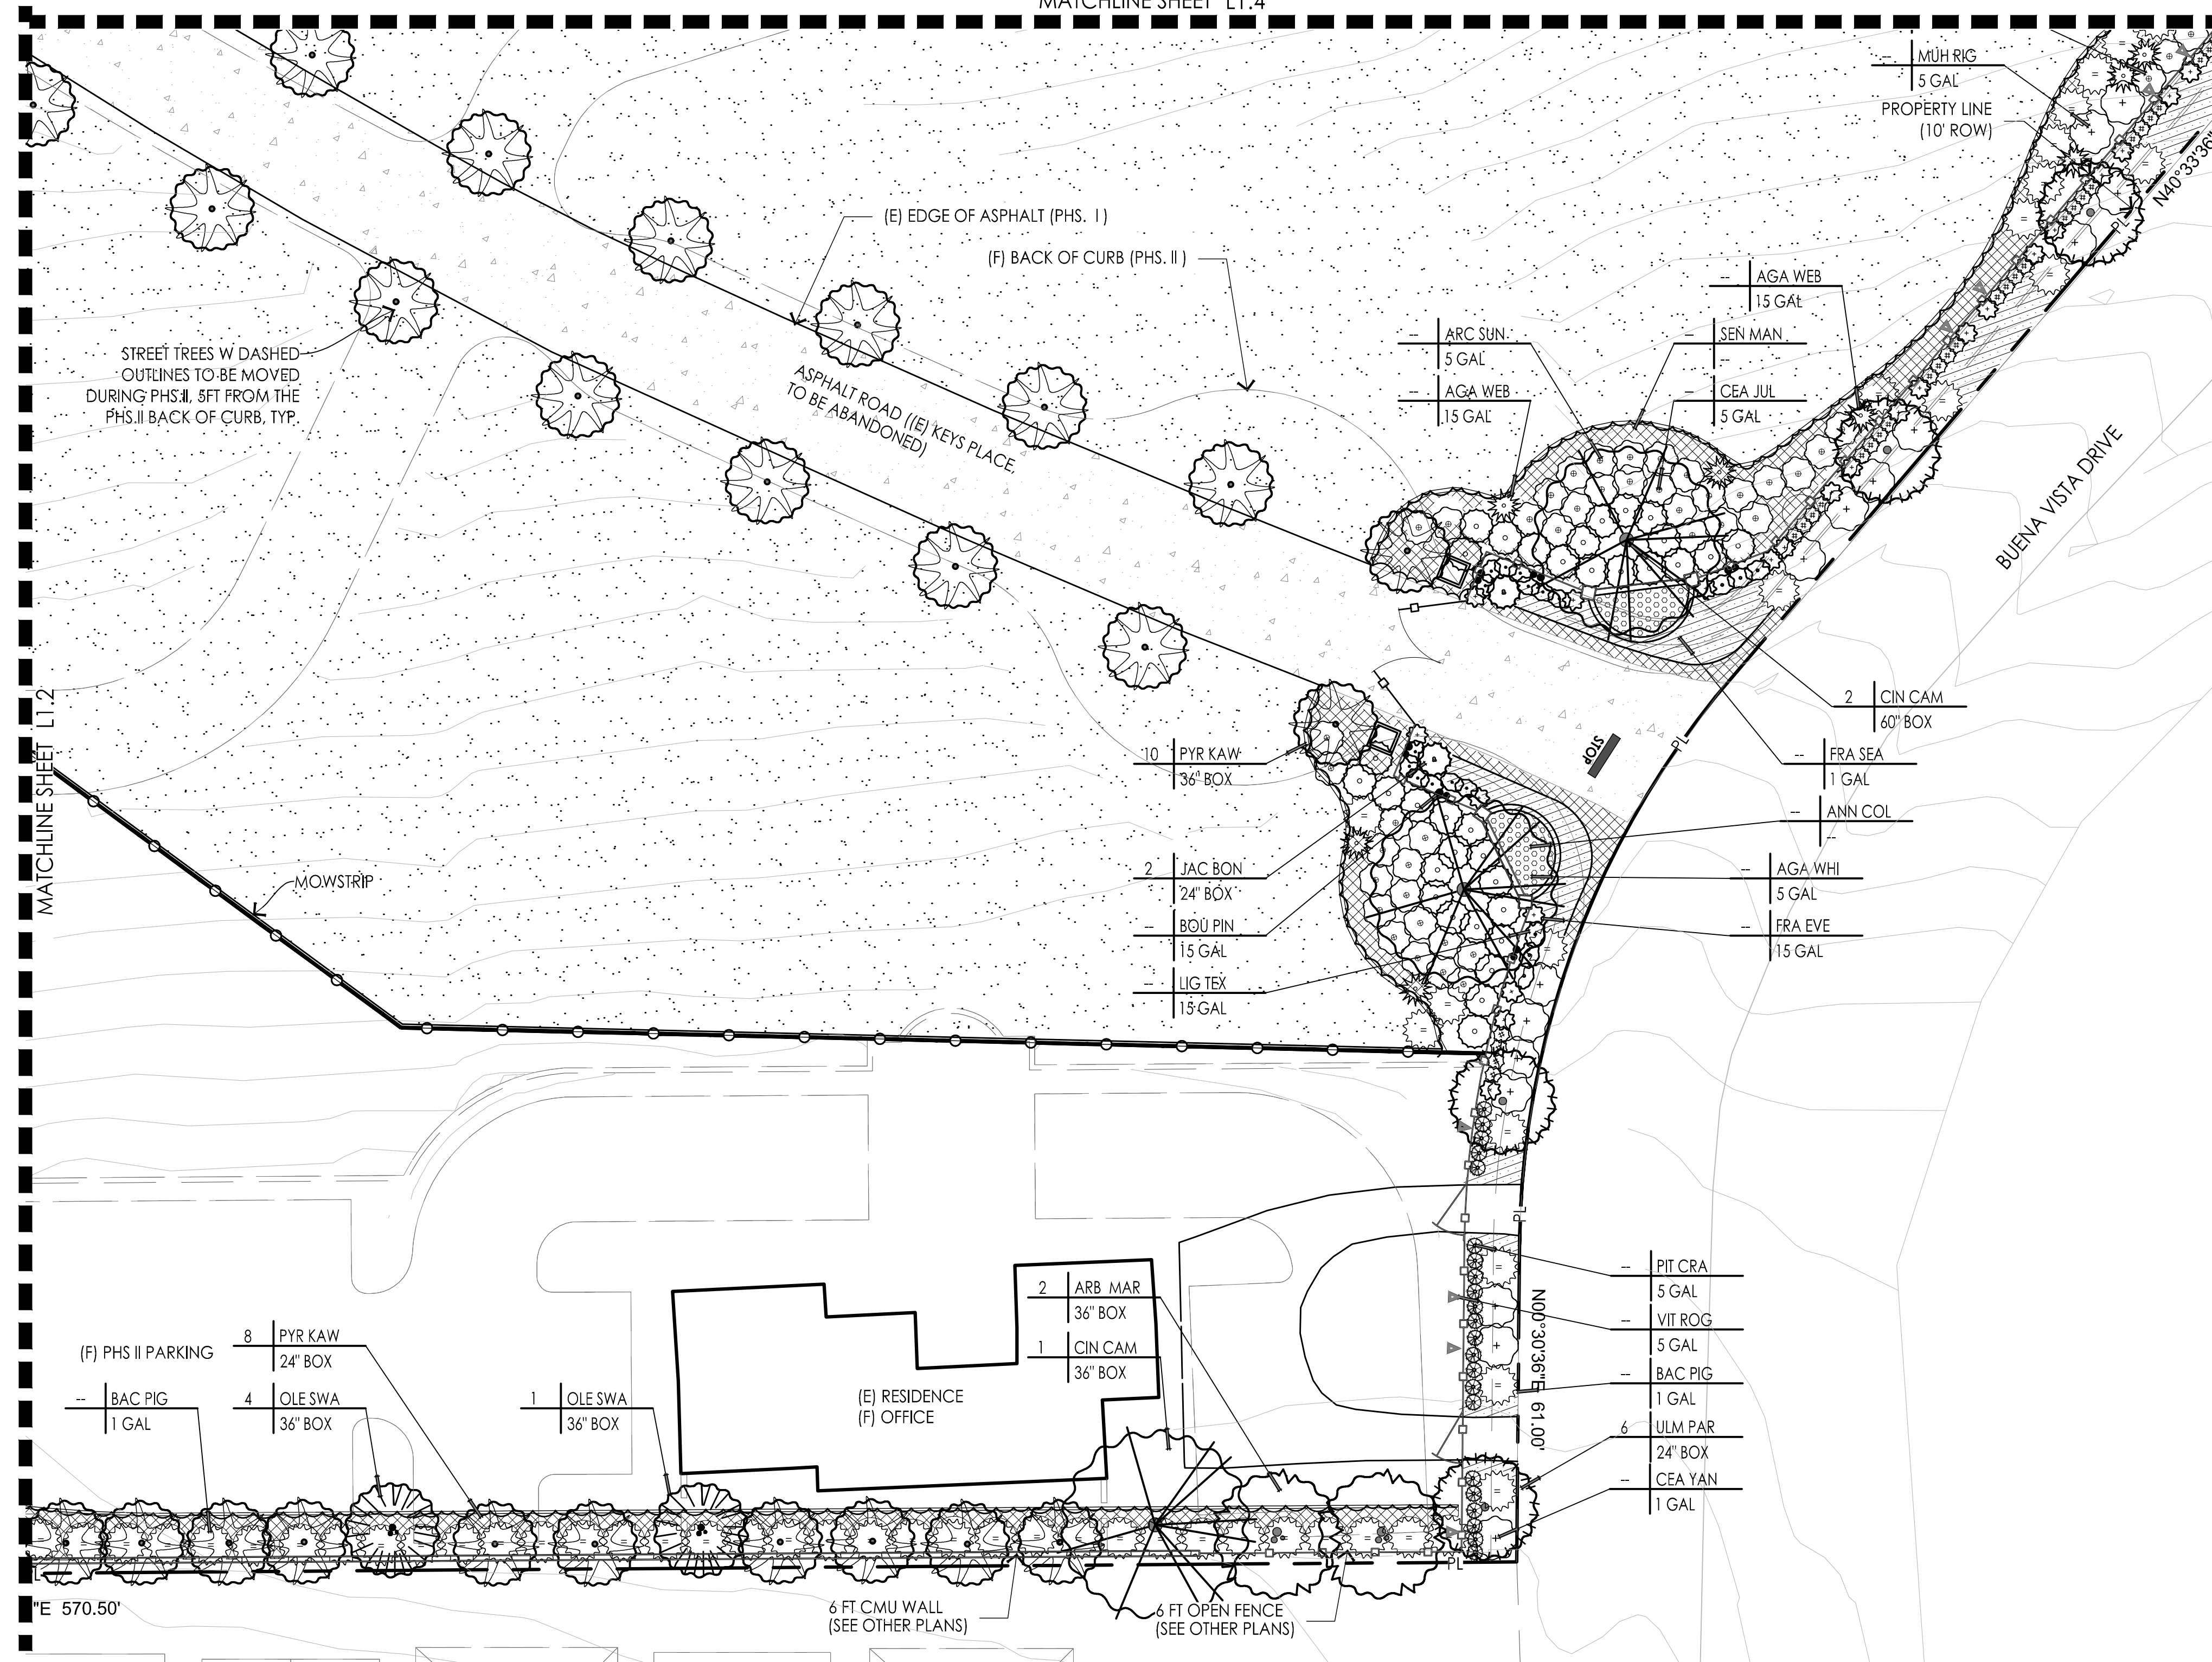 MATCHLINE SHEET L1.4
-- MUH RIG
5 GAL
PROPERTY LINE
(10' ROW)
N40°33'36"
PL
(E) EDGE OF ASPHALT (PHS. I )
(F) BACK OF CURB (PHS. II )
-- AGA WEB
15 GAL
-- ARC SUN
5 GAL
-- SEN MAN
--
-- AGA WEB
15 GAL
-- CEA JUL
5 GAL
STREET TREES W DASHED
OUTLINES TO BE MOVED
DURING PHS.II, 5FT FROM THE
PHS.II BACK OF CURB, TYP.
ASPHALT ROAD ((E) KEYS PLACE,
TO BE ABANDONED)
BUENA VISTA DRIVE
MATCHLINE SHEET L1.2
2 CIN CAM
60" BOX
PL
STOP
10 PYR KAW
36" BOX
-- FRA SEA
1 GAL
-- ANN COL
--
MOWSTRIP
2 JAC BON
24" BOX
-- AGA WHI
5 GAL
-- BOU PIN
15 GAL
-- FRA EVE
15 GAL
-- LIG TEX
15 GAL
PL
-- PIT CRA
5 GAL
2 ARB MAR
36" BOX
-- VIT ROG
5 GAL
N00°30'36"E 61.00'
(F) PHS II PARKING
8 PYR KAW
24" BOX
1 CIN CAM
36" BOX
-- BAC PIG
1 GAL
-- BAC PIG
1 GAL
4 OLE SWA
36" BOX
1 OLE SWA
36" BOX
(E) RESIDENCE
(F) OFFICE
6 ULM PAR
24" BOX
-- CEA YAN
1 GAL
PL
"E 570.50'
6 FT CMU WALL
(SEE OTHER PLANS)
6 FT OPEN FENCE
(SEE OTHER PLANS)